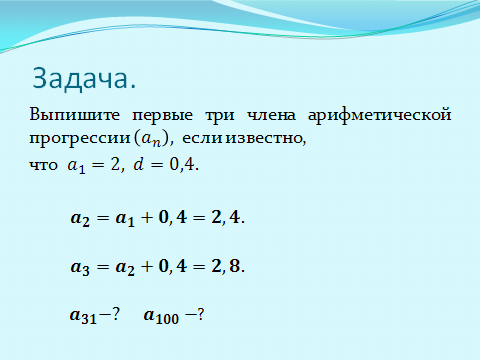 Задача.
Выпишите первые три члена арифметической
прогрессии (aₙ), если известно,
что a₁ = 2, d = 0,4.
a₂ = a₁ + 0,4 = 2,4.
a₃ = a₂ + 0,4 = 2,8.
a₃₁−? a₁₀₀ −?